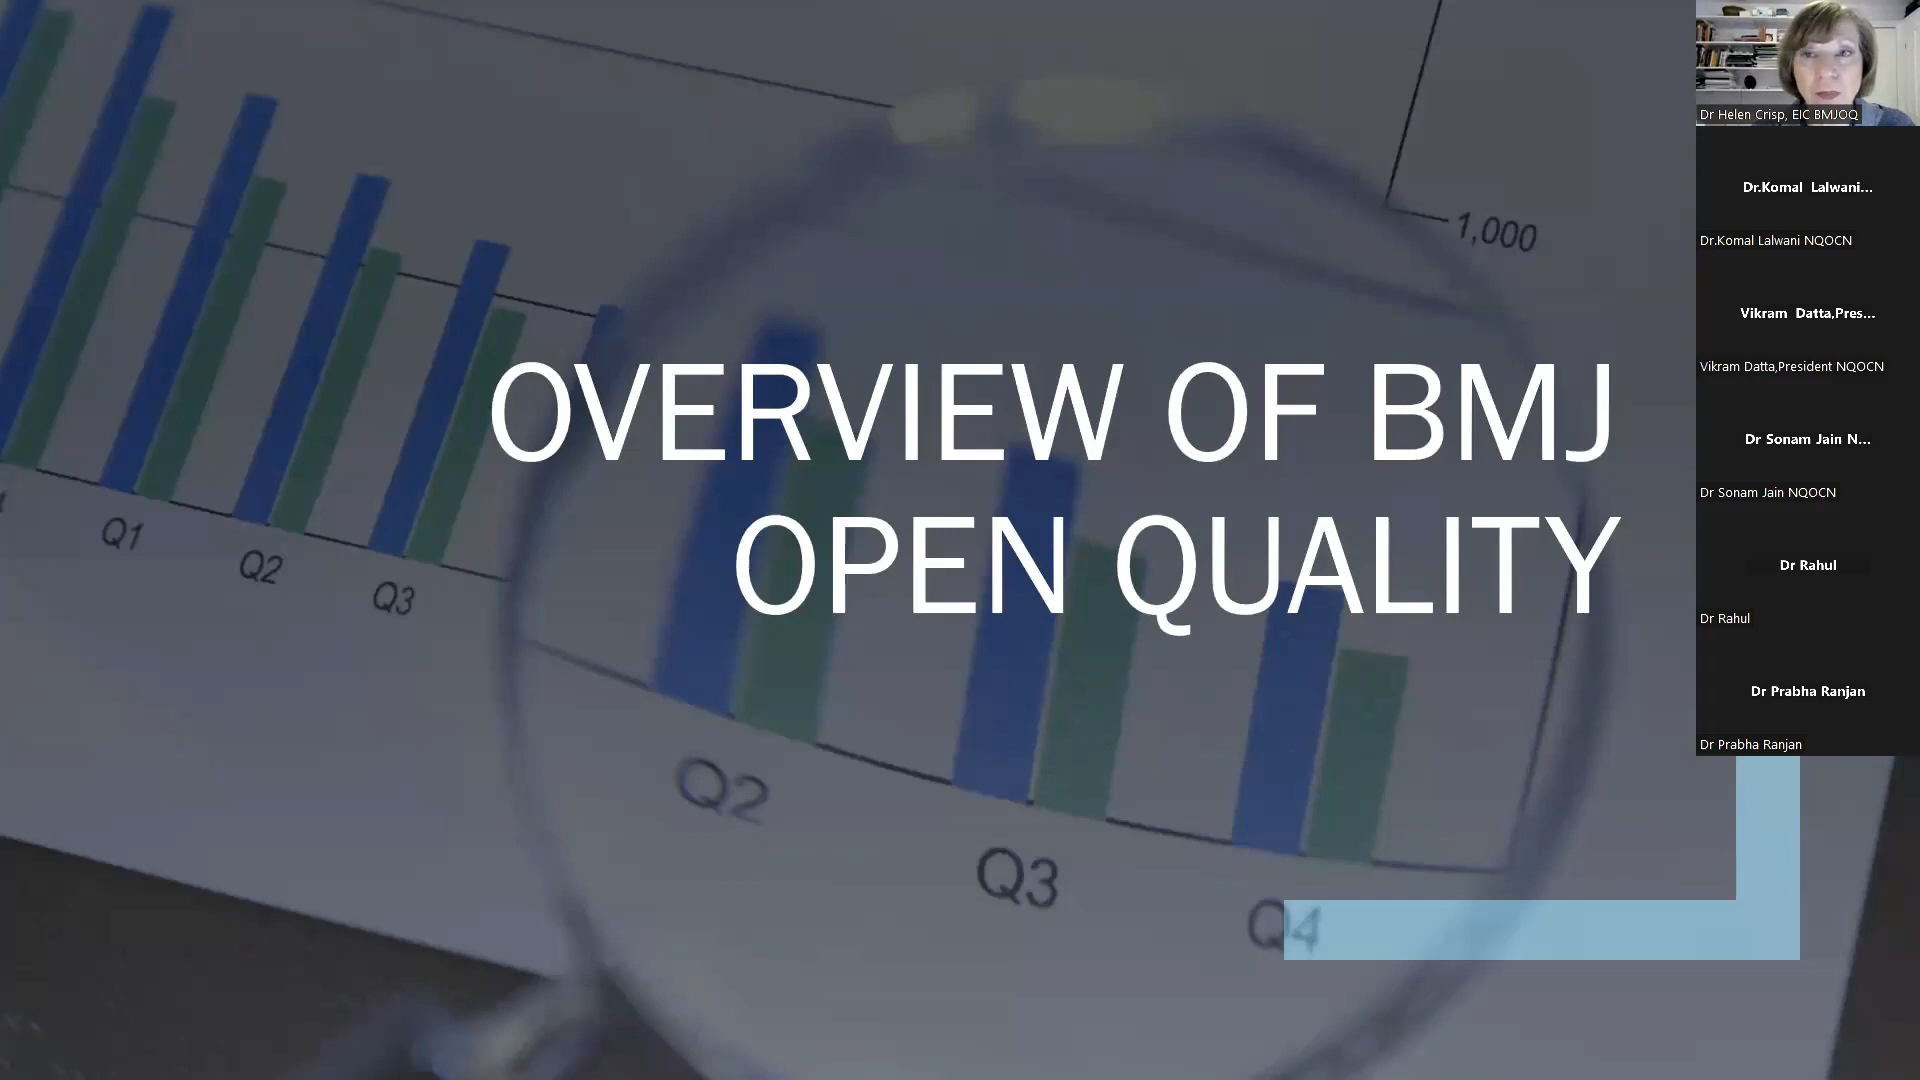 OVERVIEW OF BMJ
OPEN QUALITY
1,000
Q1
Q2
Q3
Q2
Q3
Q4
Dr Helen Crisp, EIC BMJOQ
Dr.Komal Lalwani...
Dr.Komal Lalwani NQOCN
Vikram Datta,Pres...
Vikram Datta,President NQOCN
Dr Sonam Jain N...
Dr Sonam Jain NQOCN
Dr Rahul
Dr Rahul
Dr Prabha Ranjan
Dr Prabha Ranjan